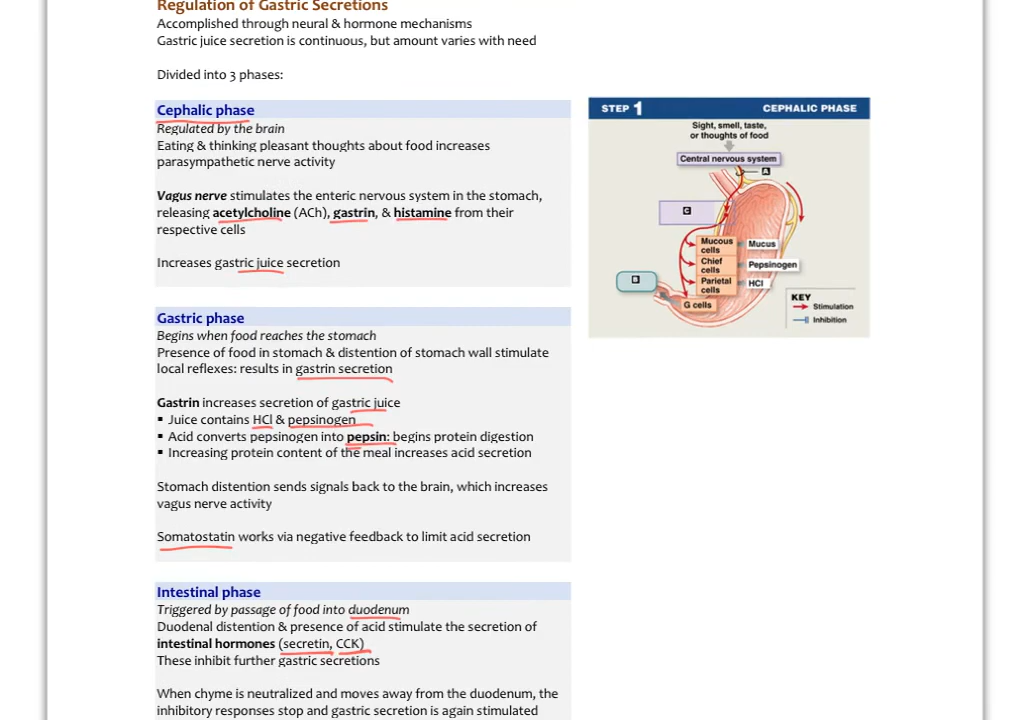 Regulation of Gastric Secretions
Accomplished through neural & hormone mechanisms
Gastric juice secretion is continuous, but amount varies with need
Divided into 3 phases:
Cephalic phase
Regulated by the brain
Eating & thinking pleasant thoughts about food increases
parasympathetic nerve activity
Vagus nerve stimulates the enteric nervous system in the stomach,
releasing acetylcholine (ACh), gastrin, & histamine from their
respective cells
Increases gastric juice secretion
Gastric phase
Begins when food reaches the stomach
Presence of food in stomach & distention of stomach wall stimulate
local reflexes: results in gastrin secretion
Gastrin increases secretion of gastric juice
▪ Juice contains HCl & pepsinogen
▪ Acid converts pepsinogen into pepsin: begins protein digestion
▪ Increasing protein content of the meal increases acid secretion
Stomach distention sends signals back to the brain, which increases
vagus nerve activity
Somatostatin works via negative feedback to limit acid secretion
Intestinal phase
Triggered by passage of food into duodenum
Duodenal distention & presence of acid stimulate the secretion of
intestinal hormones (secretin, CCK)
These inhibit further gastric secretions
When chyme is neutralized and moves away from the duodenum, the
inhibitory responses stop and gastric secretion is again stimulated
STEP 1 CEPHALIC PHASE
Sight, smell, taste,
or thoughts of food
Central nervous system
A
Mucous
cells
Mucus
Chief
cells
Pepsinogen
Parietal
cells
HCl
G cells
KEY
Stimulation
Inhibition